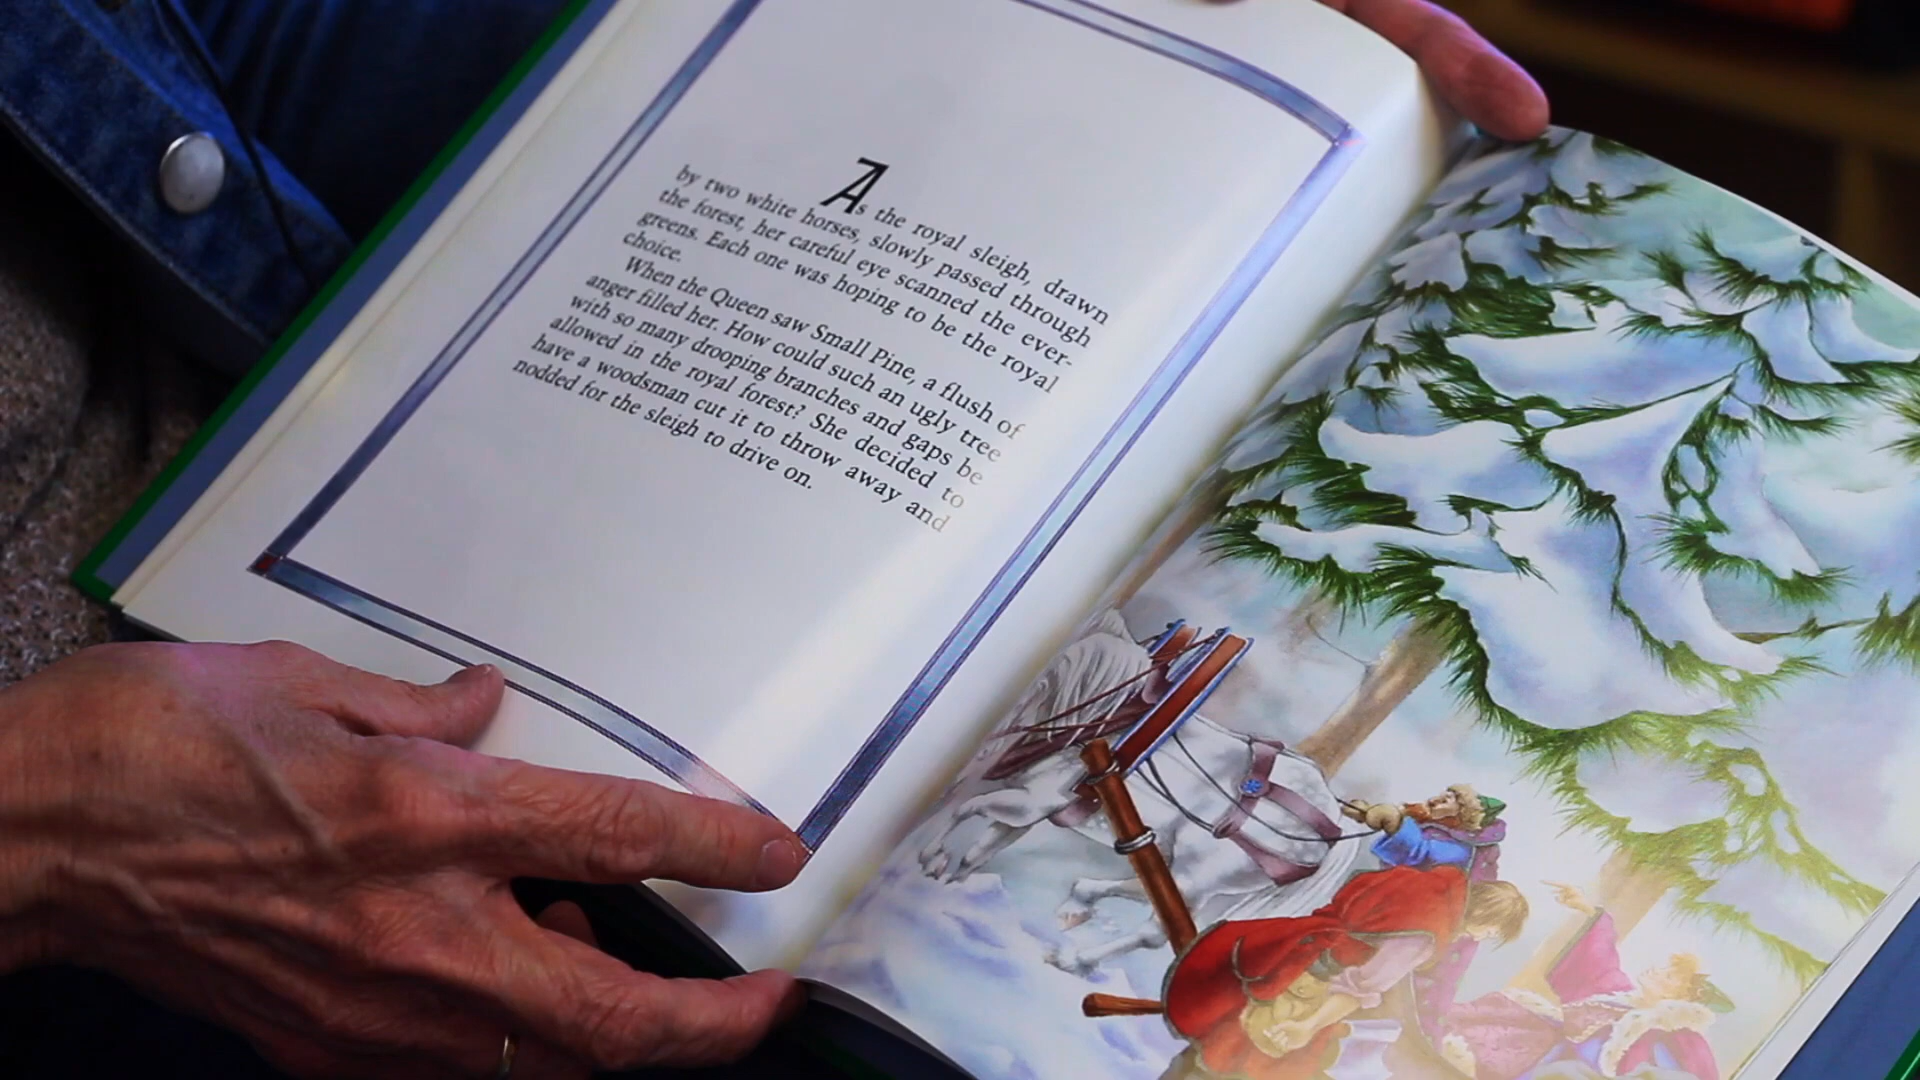 As the royal sleigh, drawn
by two white horses, slowly passed through
the forest, her careful eye scanned the ever-
greens. Each one was hoping to be the royal
choice.
When the Queen saw Small Pine, a flush of
anger filled her. How could such an ugly tree
with so many drooping branches and gaps be
allowed in the royal forest? She decided to
have a woodsman cut it to throw away and
nodded for the sleigh to drive on.